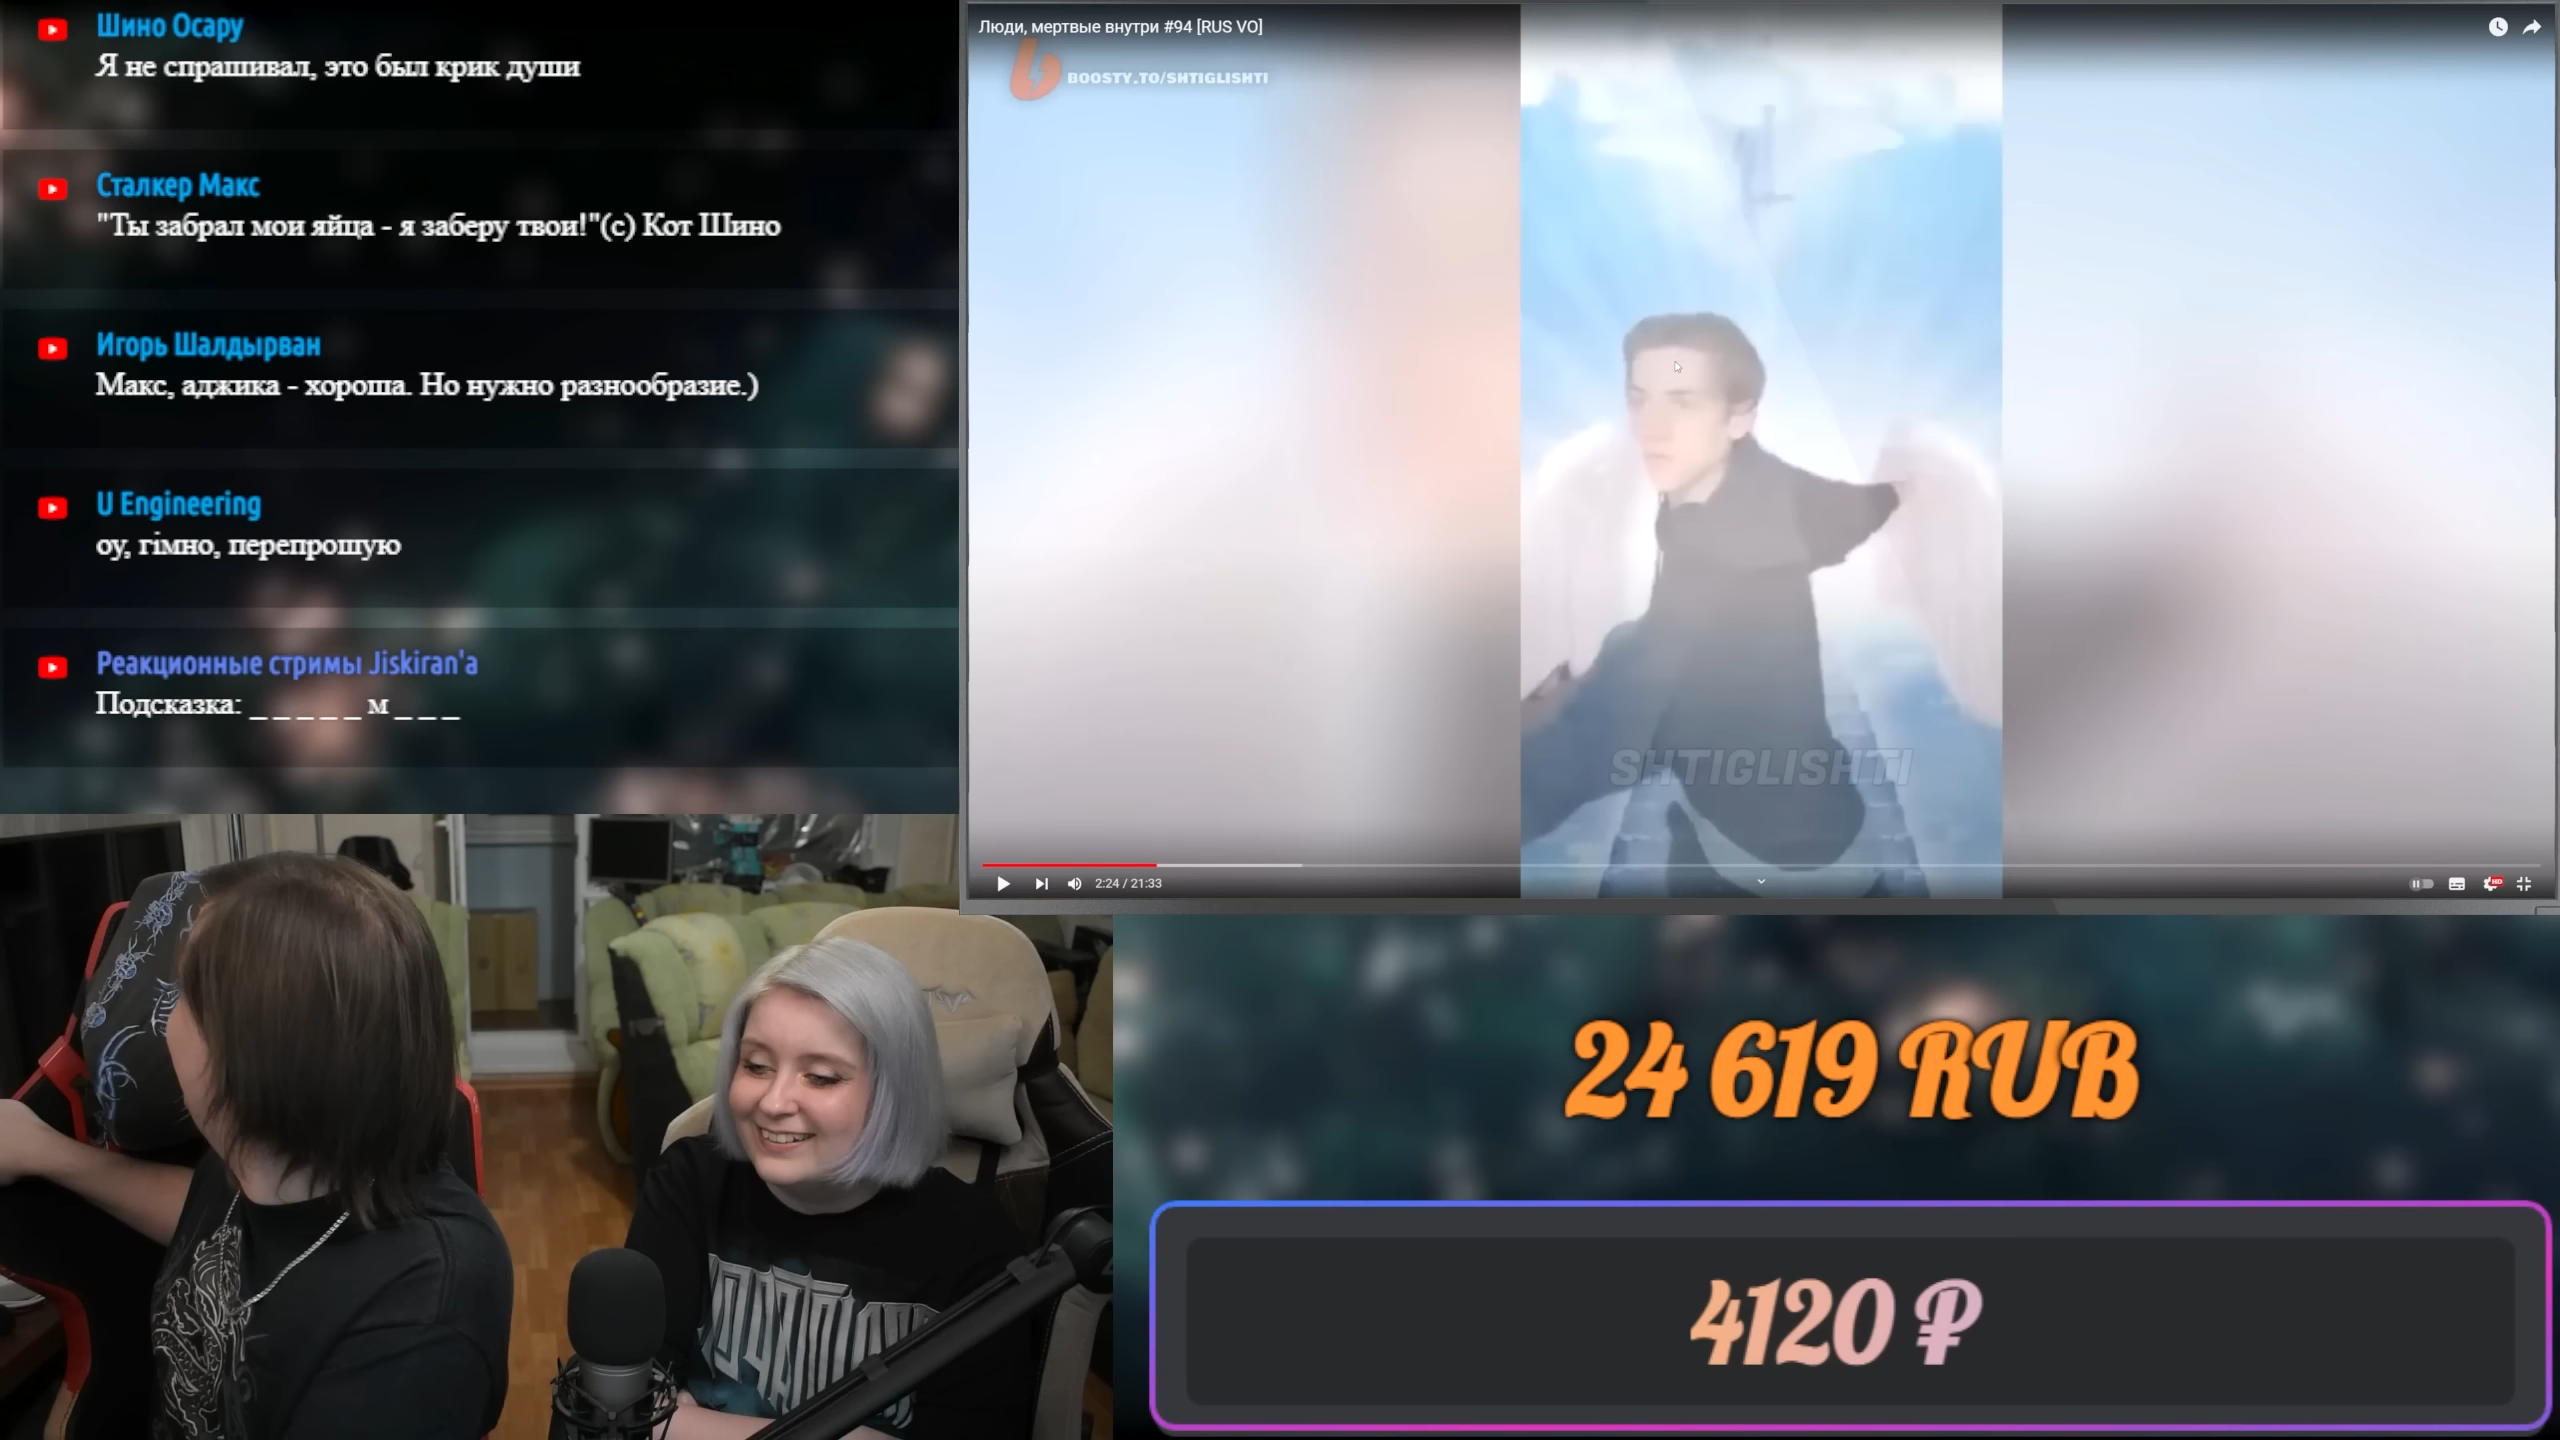 Шино Осару
Я не спрашивал, это был крик души
Сталкер Макс
"Ты забрал мои яйца - я заберу твои!"(с) Кот Шино
Игорь Шалдырван
Макс, аджика - хороша. Но нужно разнообразие.)
U Engineering
оу, гімно, перепрошую
Реакционные стримы Jiskiran'a
Подсказка: _ _ _ _ _ м _ _ _
Люди, мертвые внутри #94 [RUS VO]
BOOSTY.TO/SHTIGLISHTI
SHTIGLISHTI
2:24 / 21:33
HD
24 619 RUB
4120 ₽